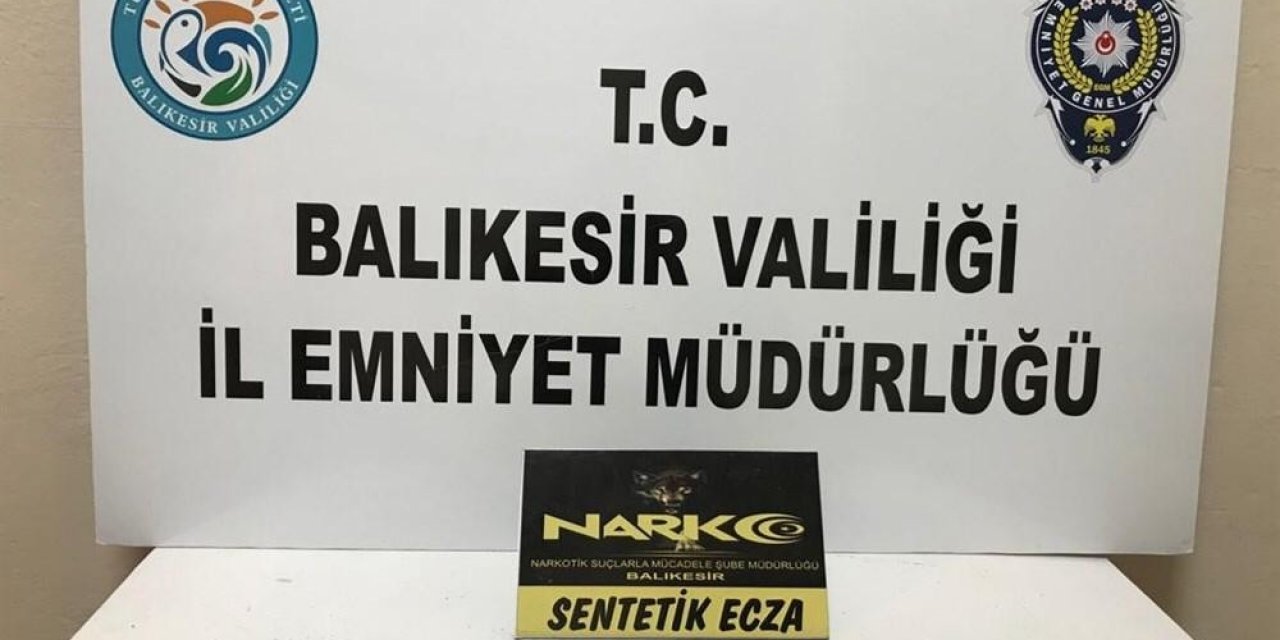 BALIKESİR VALİLİĞİ
EMNİYET GENEL MÜDÜRLÜĞÜ
EGM
1845
T.C.
BALIKESİR VALİLİĞİ
İL EMNİYET MÜDÜRLÜĞÜ
NARKO
NARKOTİK SUÇLARLA MÜCADELE ŞUBE MÜDÜRLÜĞÜ
BALIKESİR
SENTETİK ECZA